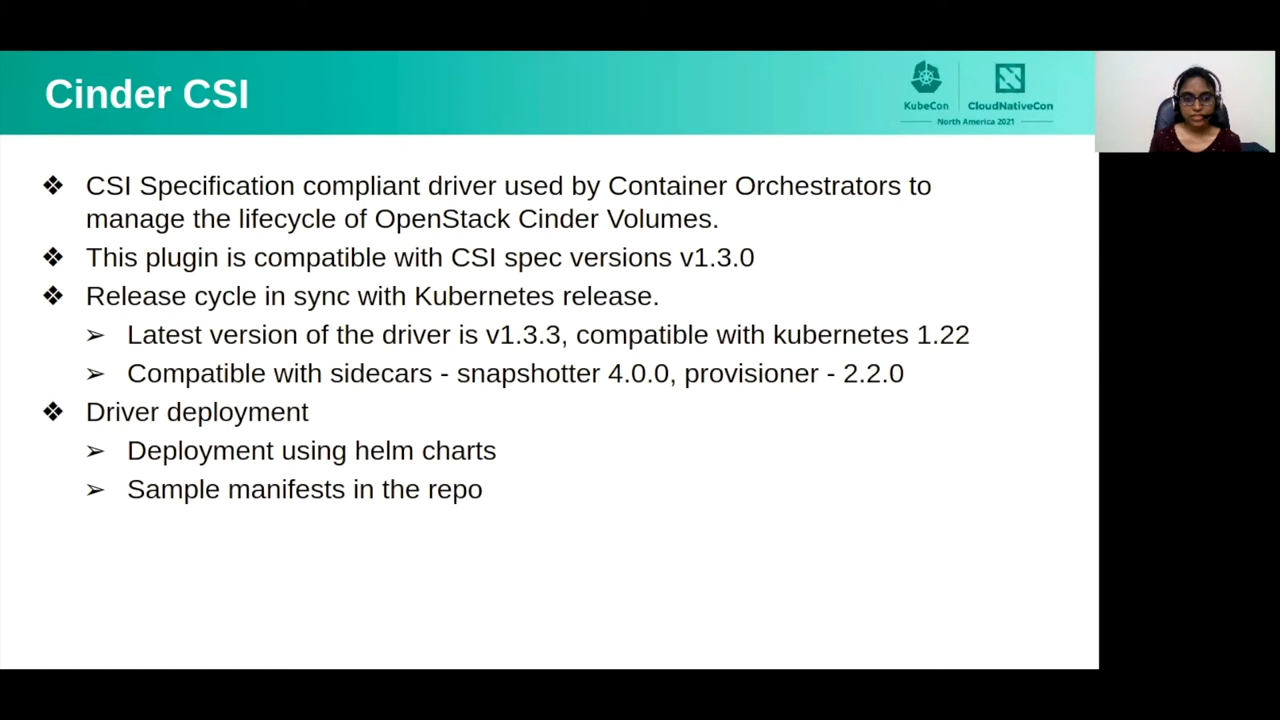 Cinder CSI
KubeCon
CloudNativeCon
North America 2021
❖ CSI Specification compliant driver used by Container Orchestrators to
manage the lifecycle of OpenStack Cinder Volumes.
❖ This plugin is compatible with CSI spec versions v1.3.0
❖ Release cycle in sync with Kubernetes release.
➢ Latest version of the driver is v1.3.3, compatible with kubernetes 1.22
➢ Compatible with sidecars - snapshotter 4.0.0, provisioner - 2.2.0
❖ Driver deployment
➢ Deployment using helm charts
➢ Sample manifests in the repo